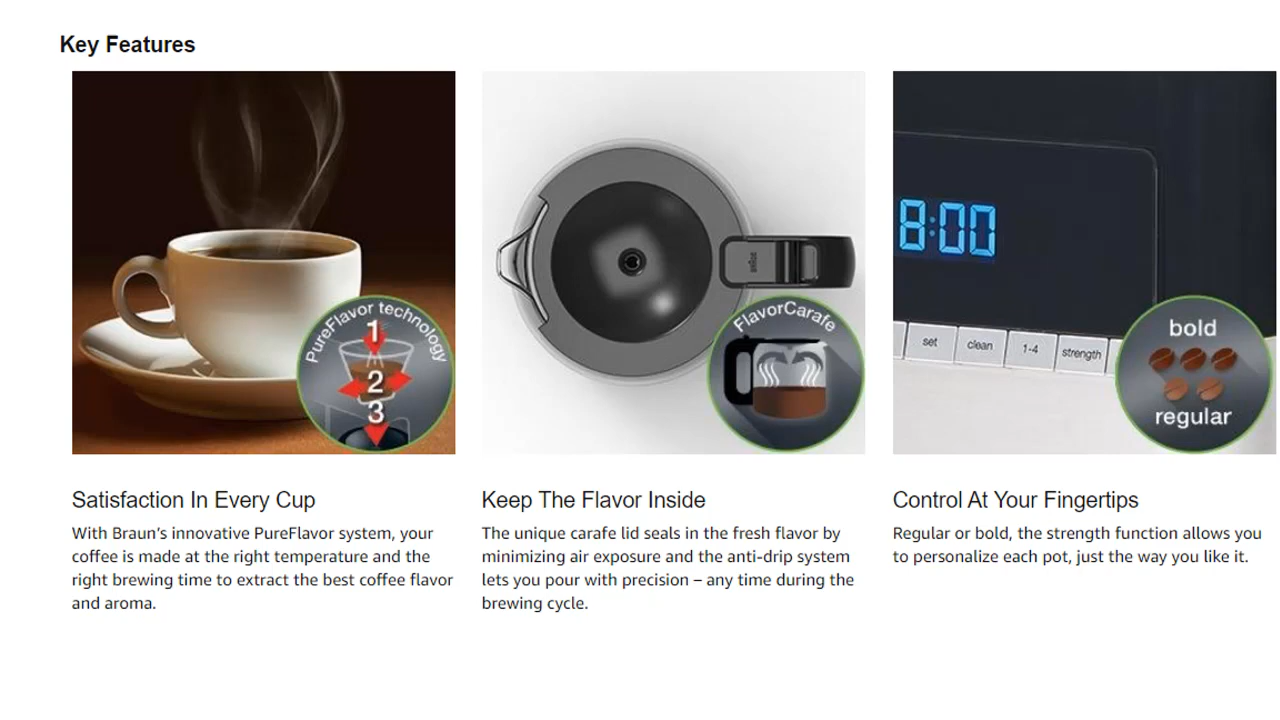 Key Features
PureFlavor technology
1
2
3
BRAUN
FlavorCarafe
8:00
set
clean
1-4
strength
bold
regular
Satisfaction In Every Cup
With Braun’s innovative PureFlavor system, your
coffee is made at the right temperature and the
right brewing time to extract the best coffee flavor
and aroma.
Keep The Flavor Inside
The unique carafe lid seals in the fresh flavor by
minimizing air exposure and the anti-drip system
lets you pour with precision – any time during the
brewing cycle.
Control At Your Fingertips
Regular or bold, the strength function allows you
to personalize each pot, just the way you like it.